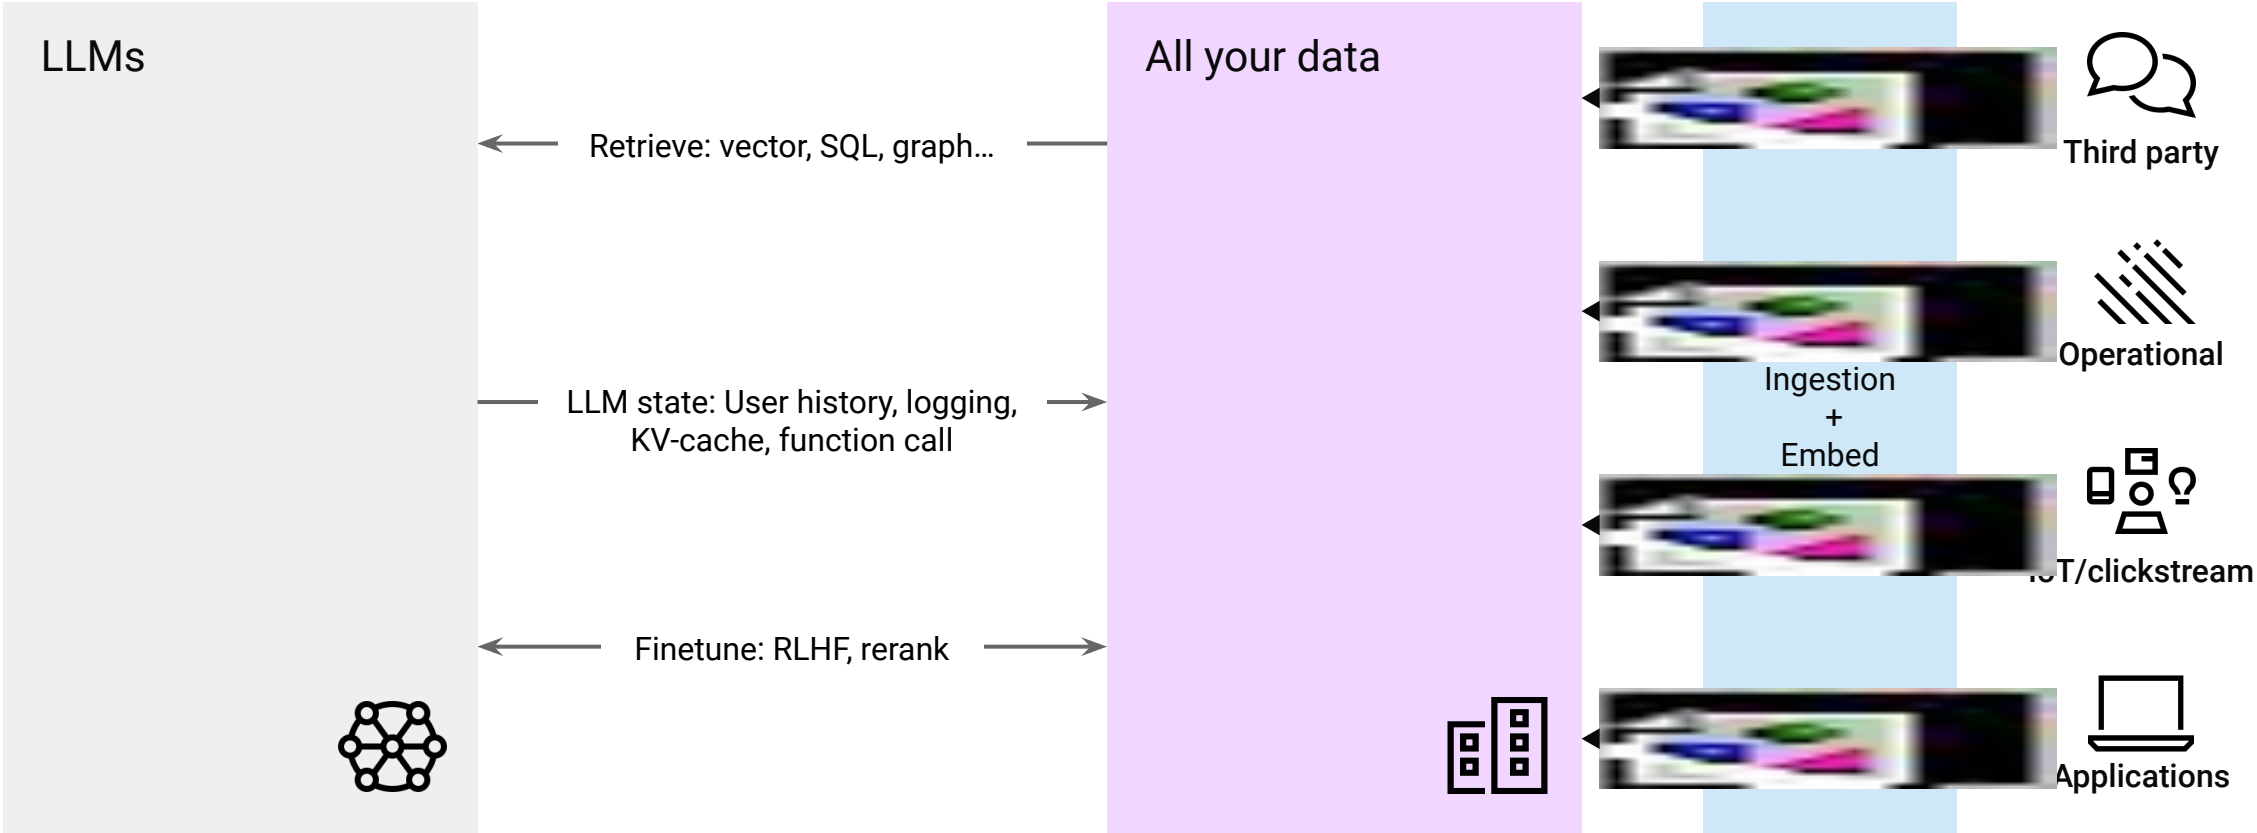 LLMs
All your data
Retrieve: vector, SQL, graph...
LLM state: User history, logging,
KV-cache, function call
Finetune: RLHF, rerank
Ingestion
+
Embed
Third party
Operational
IoT/clickstream
Applications